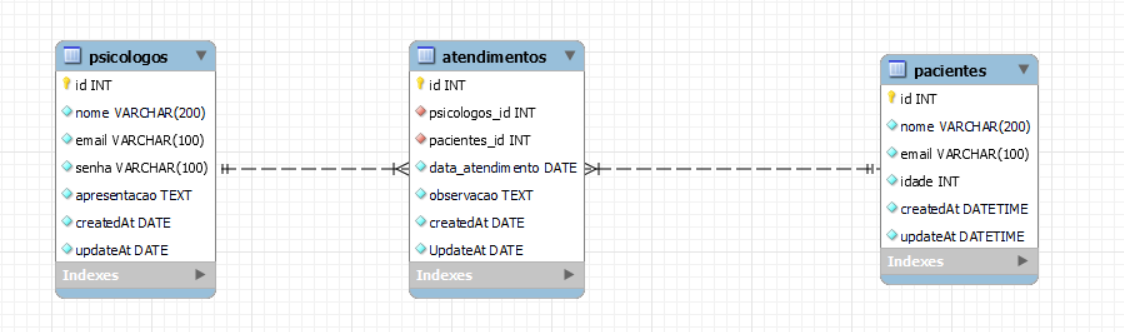 psicologos
id INT
nome VARCHAR(200)
email VARCHAR(100)
senha VARCHAR(100)
apresentacao TEXT
createdAt DATE
updateAt DATE
Indexes
atendimentos
id INT
psicologos_id INT
pacientes_id INT
data_atendimento DATE
observacao TEXT
createdAt DATE
UpdateAt DATE
Indexes
pacientes
id INT
nome VARCHAR(200)
email VARCHAR(100)
idade INT
createdAt DATETIME
updateAt DATETIME
Indexes